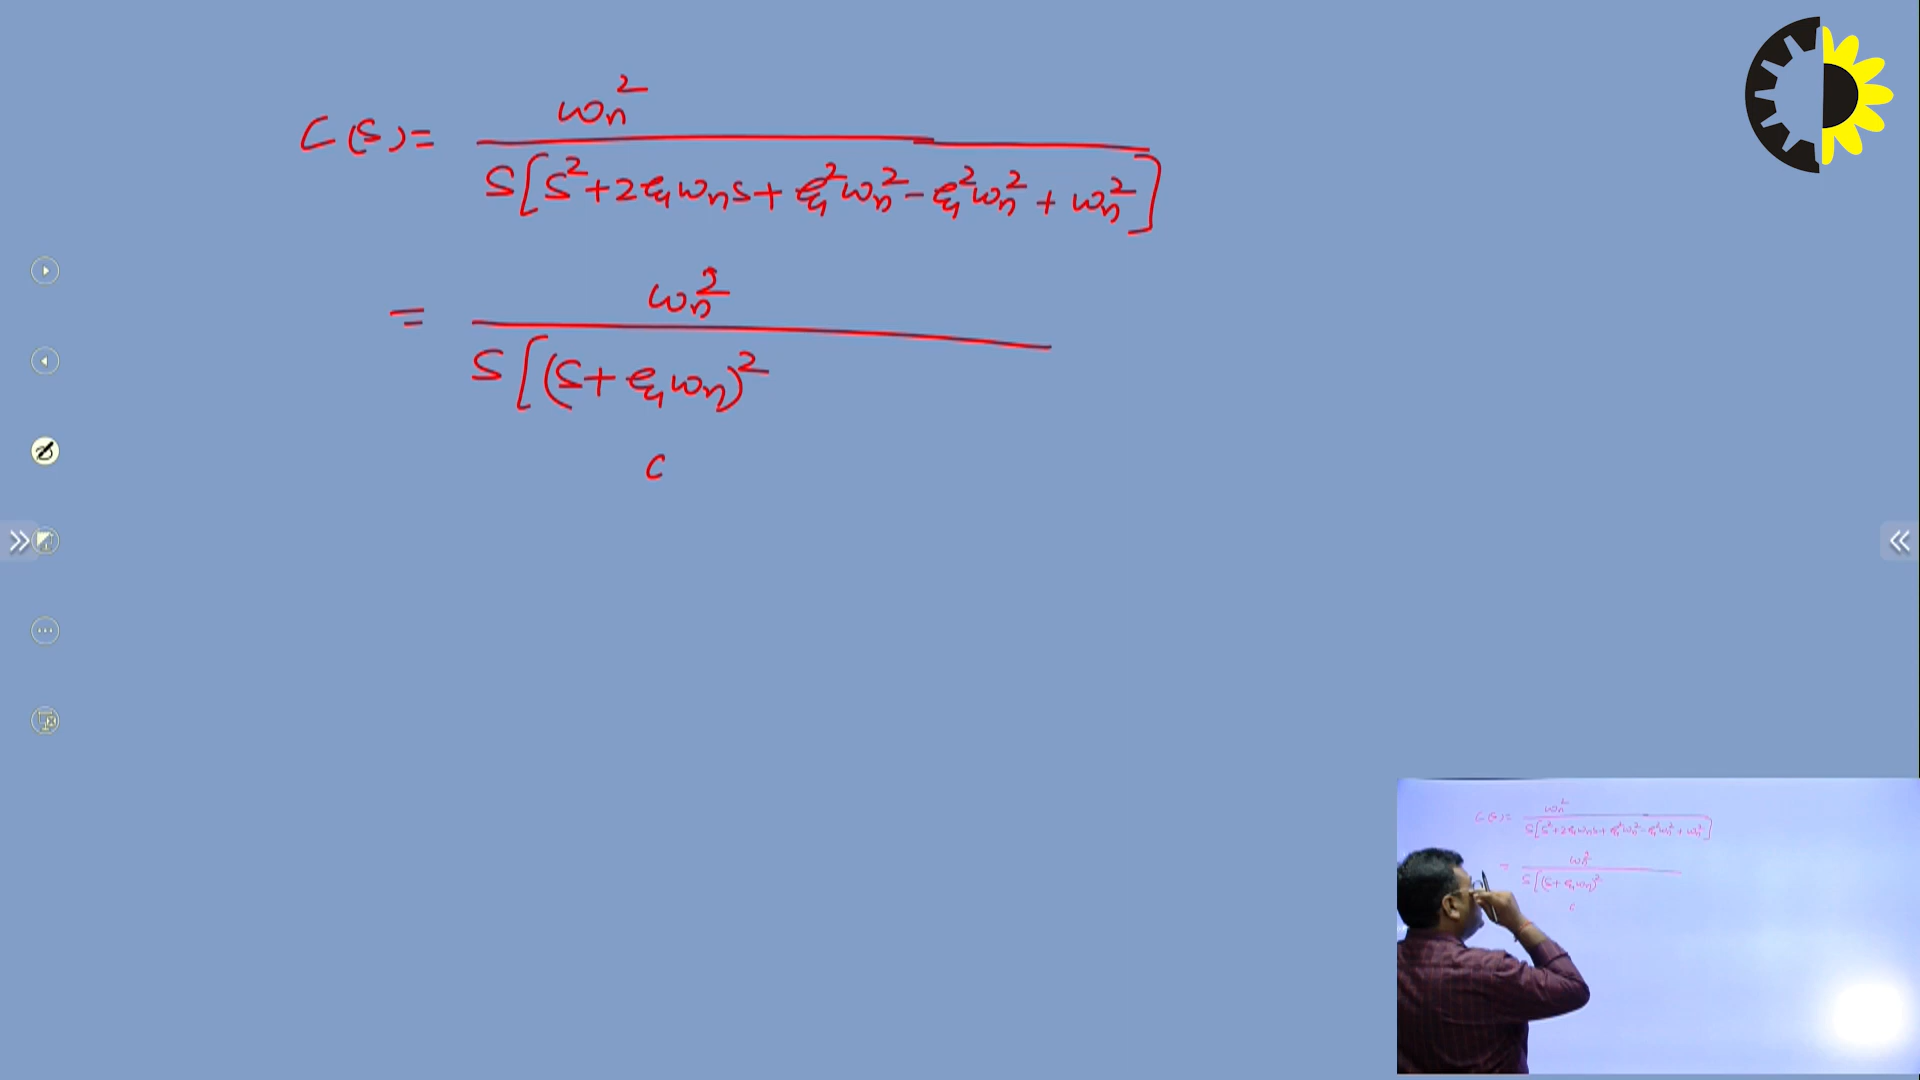 C(s) = ωn² / s[s²+2ξωns+ξ²ωn²-ξ²ωn²+ωn²]
= ωn² / s[(s+ξωn)²
c